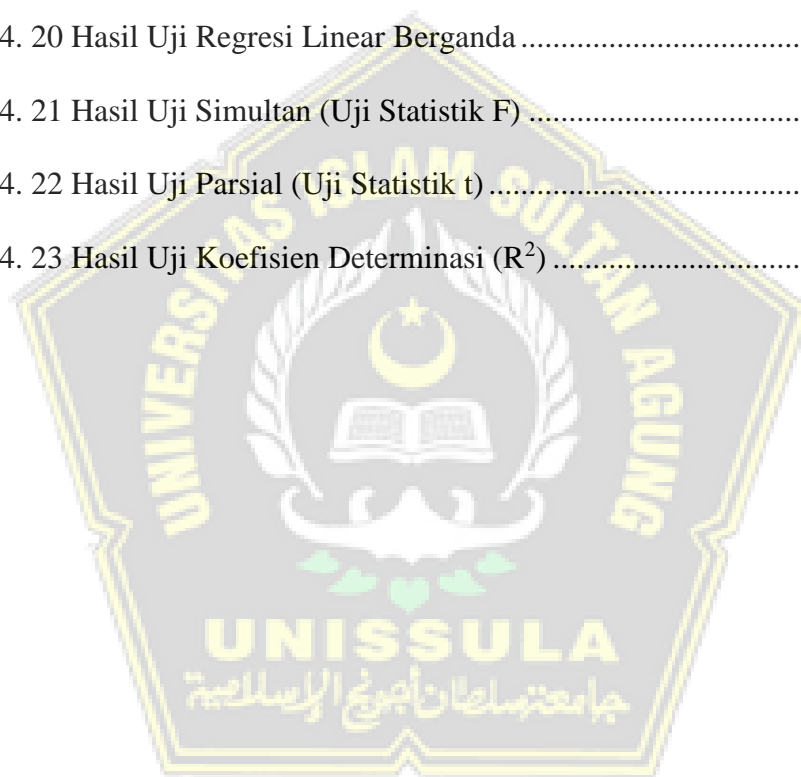 4. 20 Hasil Uji Regresi Linear Berganda ...................................
4. 21 Hasil Uji Simultan (Uji Statistik F) ..................................
4. 22 Hasil Uji Parsial (Uji Statistik t) .......................................
4. 23 Hasil Uji Koefisien Determinasi (R²) ...............................
UNIVERSITAS ISLAM SULTAN AGUNG
UNISSULA
جامعة سلطان أجونج الإسلامية